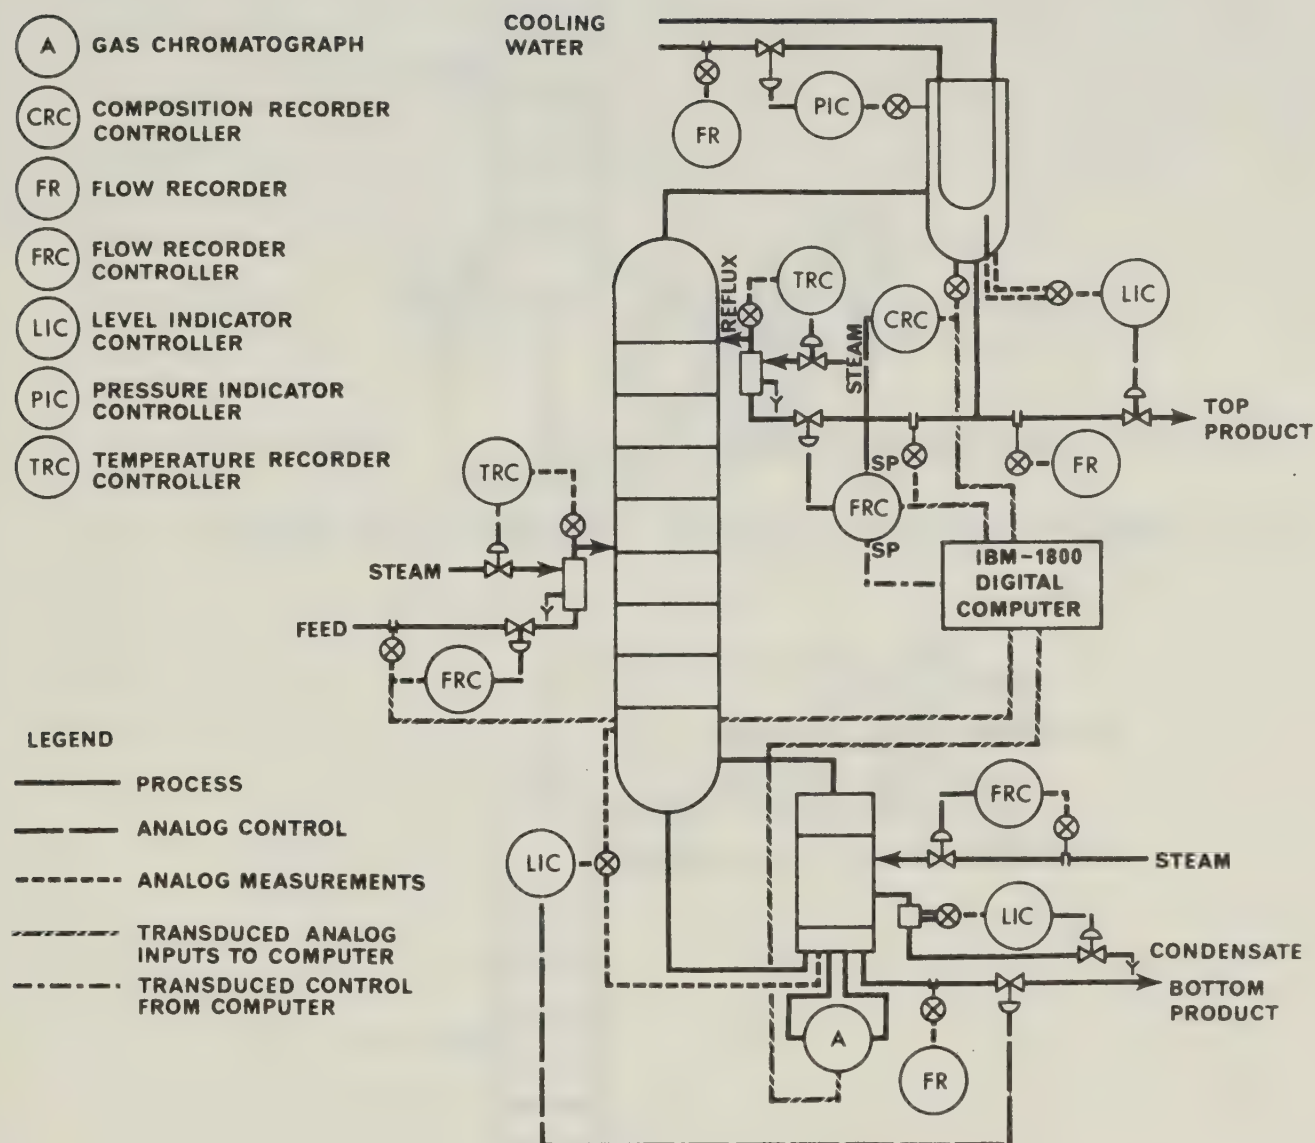 A GAS CHROMATOGRAPH
CRC COMPOSITION RECORDER
CONTROLLER
FR FLOW RECORDER
FRC FLOW RECORDER
CONTROLLER
LIC LEVEL INDICATOR
CONTROLLER
PIC PRESSURE INDICATOR
CONTROLLER
TRC TEMPERATURE RECORDER
CONTROLLER
COOLING
WATER
FR
PIC
REFLUX
TRC
STEAM
CRC
LIC
TOP
PRODUCT
SP
FR
FRC
SP
TRC
STEAM
FEED
FRC
IBM-1800
DIGITAL
COMPUTER
LEGEND
PROCESS
ANALOG CONTROL
ANALOG MEASUREMENTS
TRANSDUCED ANALOG
INPUTS TO COMPUTER
TRANSDUCED CONTROL
FROM COMPUTER
FRC
STEAM
LIC
LIC
CONDENSATE
BOTTOM
PRODUCT
A
FR